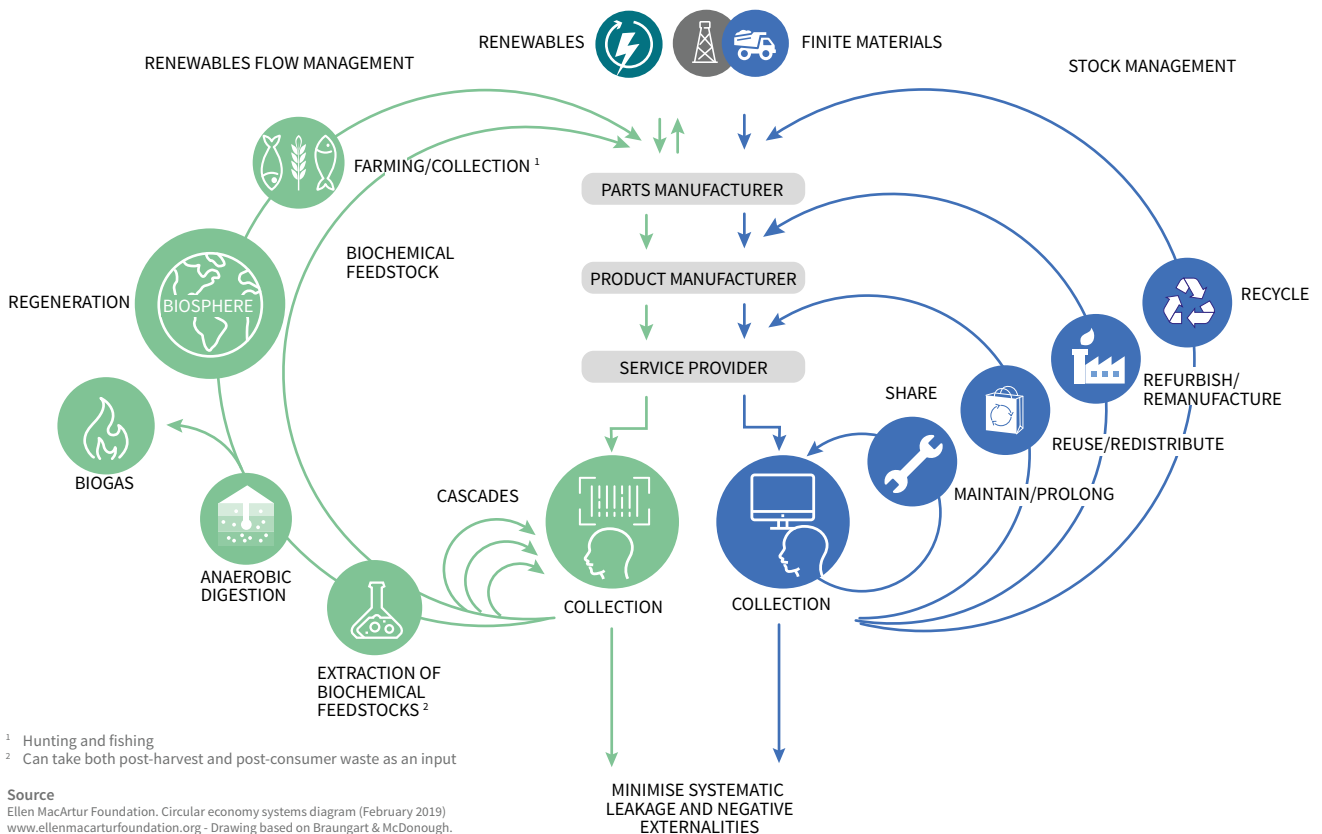 RENEWABLES
FINITE MATERIALS
RENEWABLES FLOW MANAGEMENT
STOCK MANAGEMENT
FARMING/COLLECTION ¹
PARTS MANUFACTURER
BIOCHEMICAL
FEEDSTOCK
PRODUCT MANUFACTURER
REGENERATION
BIOSPHERE
RECYCLE
SERVICE PROVIDER
REFURBISH/
REMANUFACTURE
SHARE
REUSE/REDISTRIBUTE
BIOGAS
CASCADES
MAINTAIN/PROLONG
ANAEROBIC
DIGESTION
COLLECTION
COLLECTION
EXTRACTION OF
BIOCHEMICAL
FEEDSTOCKS ²
¹ Hunting and fishing
² Can take both post-harvest and post-consumer waste as an input
MINIMISE SYSTEMATIC
LEAKAGE AND NEGATIVE
EXTERNALITIES
Source
Ellen MacArtur Foundation. Circular economy systems diagram (February 2019)
www.ellenmacarturfoundation.org - Drawing based on Braungart & McDonough.